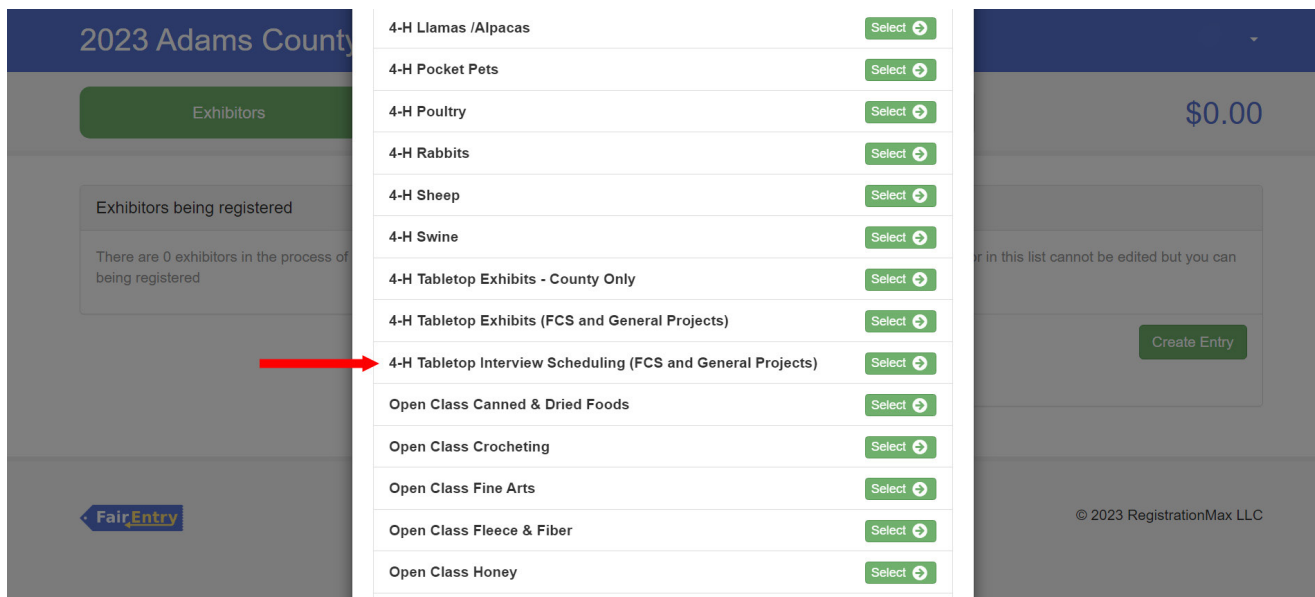 2023 Adams County
Exhibitors
$0.00
Exhibitors being registered
There are 0 exhibitors in the process of
being registered
or in this list cannot be edited but you can
Create Entry
4-H Llamas /Alpacas Select
4-H Pocket Pets Select
4-H Poultry Select
4-H Rabbits Select
4-H Sheep Select
4-H Swine Select
4-H Tabletop Exhibits - County Only Select
4-H Tabletop Exhibits (FCS and General Projects) Select
4-H Tabletop Interview Scheduling (FCS and General Projects) Select
Open Class Canned & Dried Foods Select
Open Class Crocheting Select
Open Class Fine Arts Select
Open Class Fleece & Fiber Select
Open Class Honey Select
FairEntry
© 2023 RegistrationMax LLC